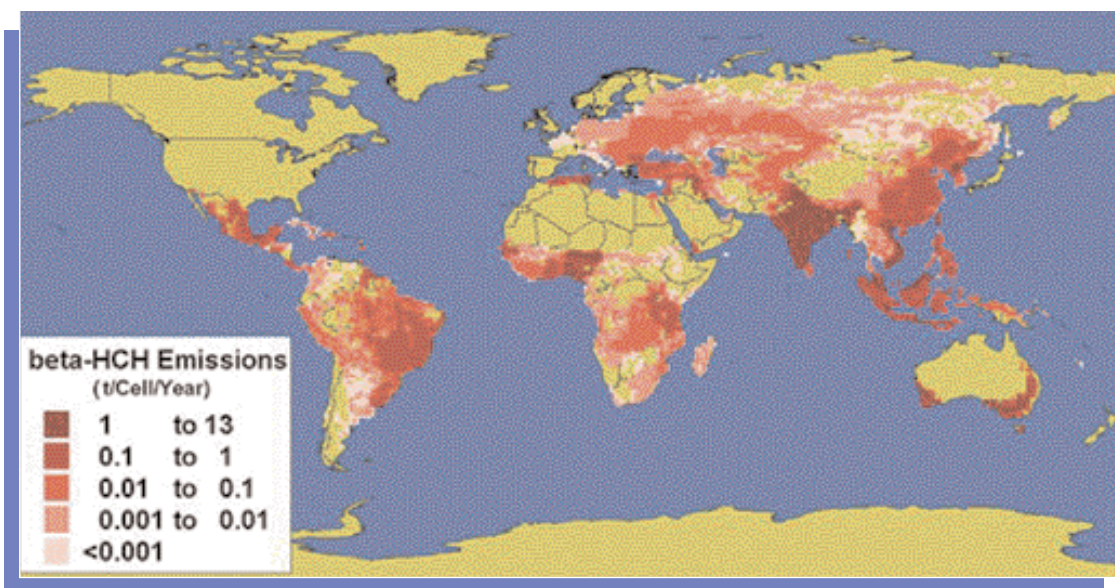 beta-HCH Emissions
(t/Cell/Year)
1 to 13
0.1 to 1
0.01 to 0.1
0.001 to 0.01
<0.001